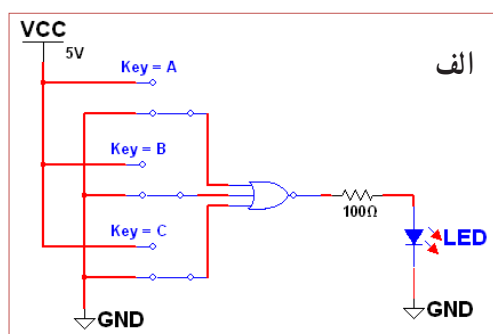 VCC
5V
الف
Key = A
Key = B
100Ω
LED
Key = C
GND
GND